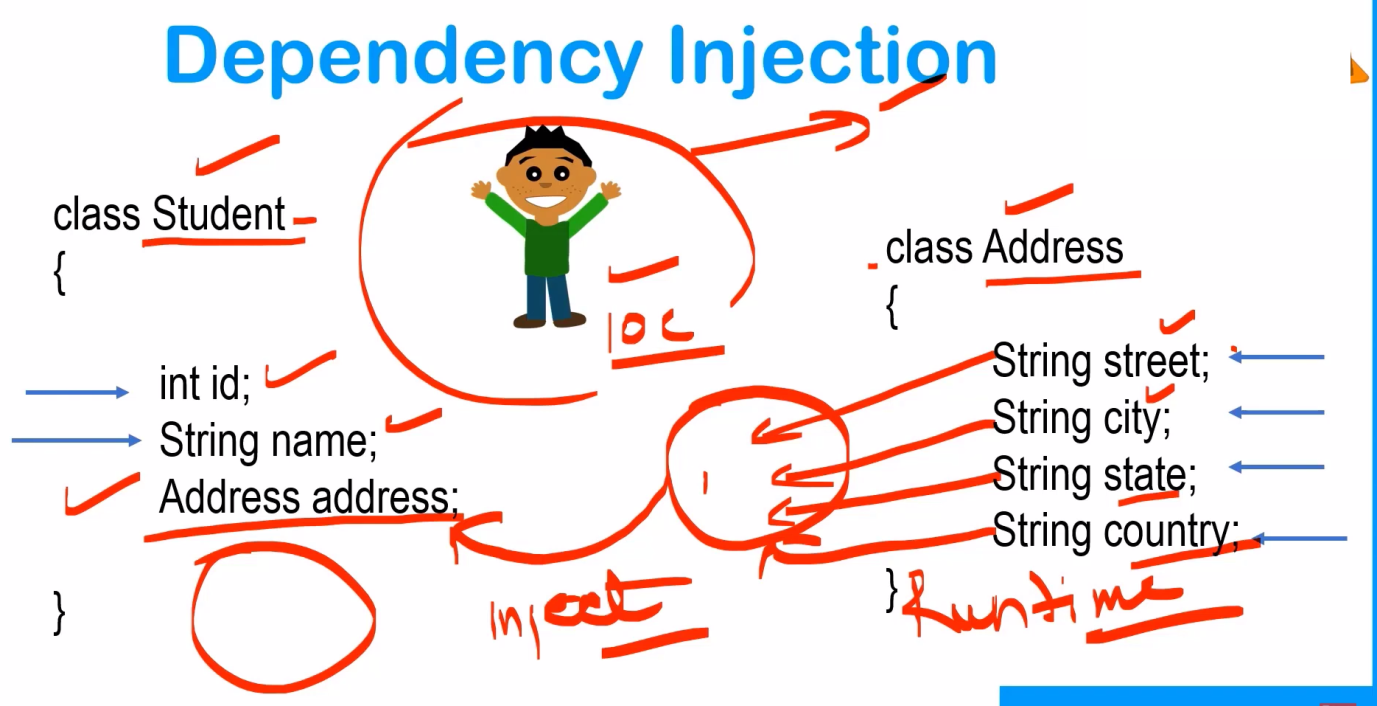 Dependency Injection
class Student
{
int id;
String name;
Address address;
}
IOC
Inject
class Address
{
String street;
String city;
String state;
String country;
}
Runtime